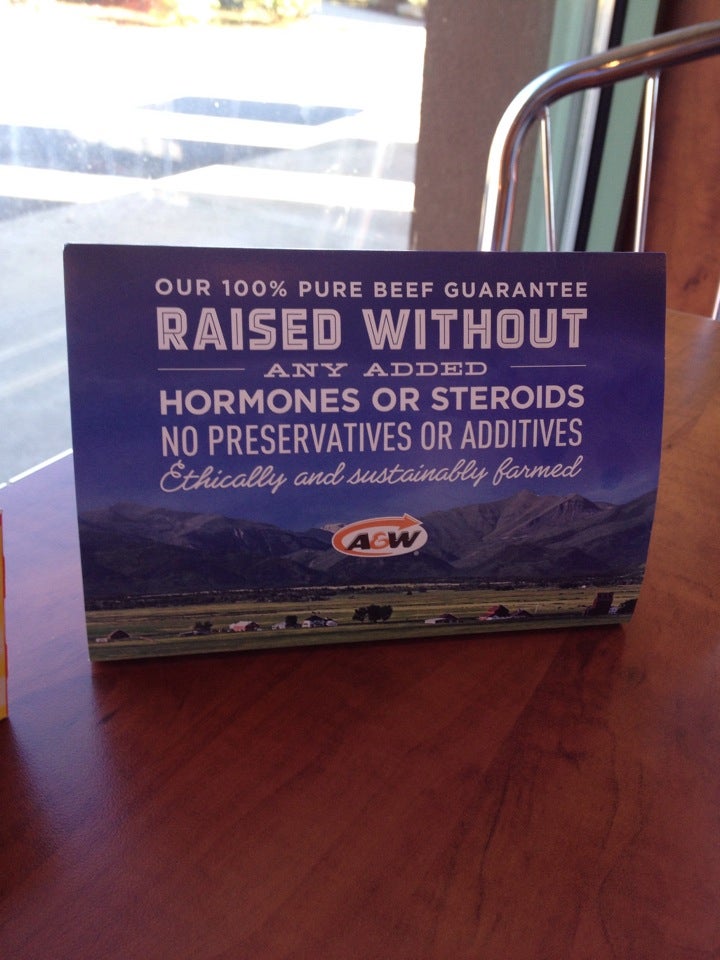 OUR 100% PURE BEEF GUARANTEE
RAISED WITHOUT
ANY ADDED
HORMONES OR STEROIDS
NO PRESERVATIVES OR ADDITIVES
Ethically and sustainably farmed
A&W